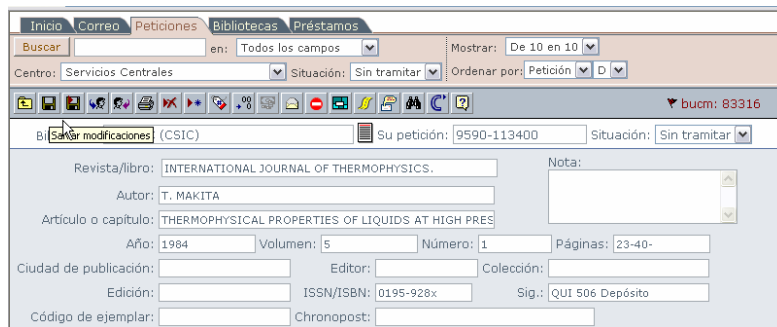 Inicio Correo Peticiones Bibliotecas Préstamos
Buscar en: Todos los campos Mostrar: De 10 en 10
Centro: Servicios Centrales Situación: Sin tramitar Ordenar por: Petición D
bucm: 83316
Bi Salvar modificaciones (CSIC) Su petición: 9590-113400 Situación: Sin tramitar
Revista/libro: INTERNATIONAL JOURNAL OF THERMOPHYSICS. Nota:
Autor: T. MAKITA
Artículo o capítulo: THERMOPHYSICAL PROPERTIES OF LIQUIDS AT HIGH PRES
Año: 1984 Volumen: 5 Número: 1 Páginas: 23-40-
Ciudad de publicación: Editor: Colección:
Edición: ISSN/ISBN: 0195-928x Sig.: QUI 506 Depósito
Código de ejemplar: Chronopost: